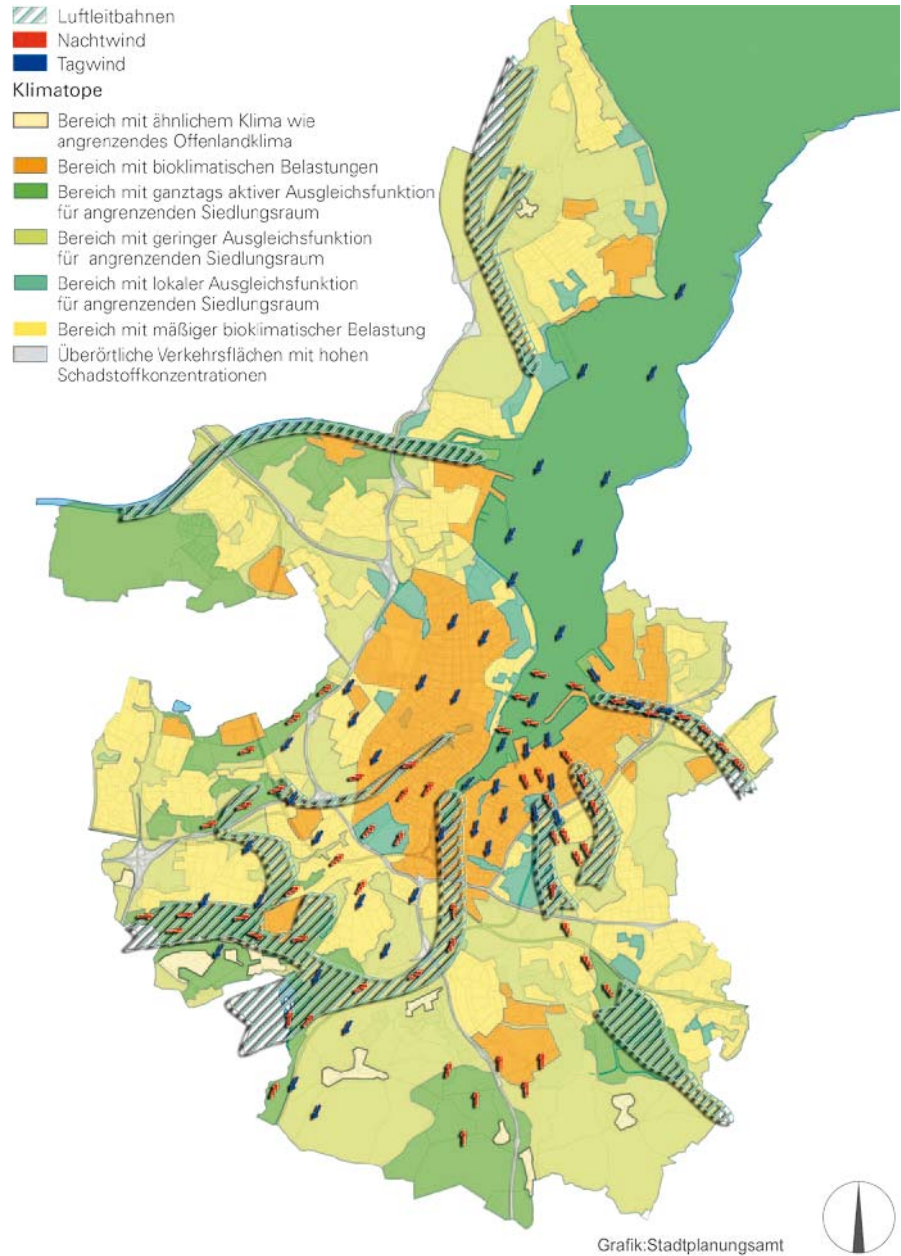 Luftleitbahnen
Nachtwind
Tagwind
Klimatope
Bereich mit ähnlichem Klima wie
angrenzendes Offenlandklima
Bereich mit bioklimatischen Belastungen
Bereich mit ganztags aktiver Ausgleichsfunktion
für angrenzenden Siedlungsraum
Bereich mit geringer Ausgleichsfunktion
für angrenzenden Siedlungsraum
Bereich mit lokaler Ausgleichsfunktion
für angrenzenden Siedlungsraum
Bereich mit mäßiger bioklimatischer Belastung
Überörtliche Verkehrsflächen mit hohen
Schadstoffkonzentrationen
Grafik:Stadtplanungsamt